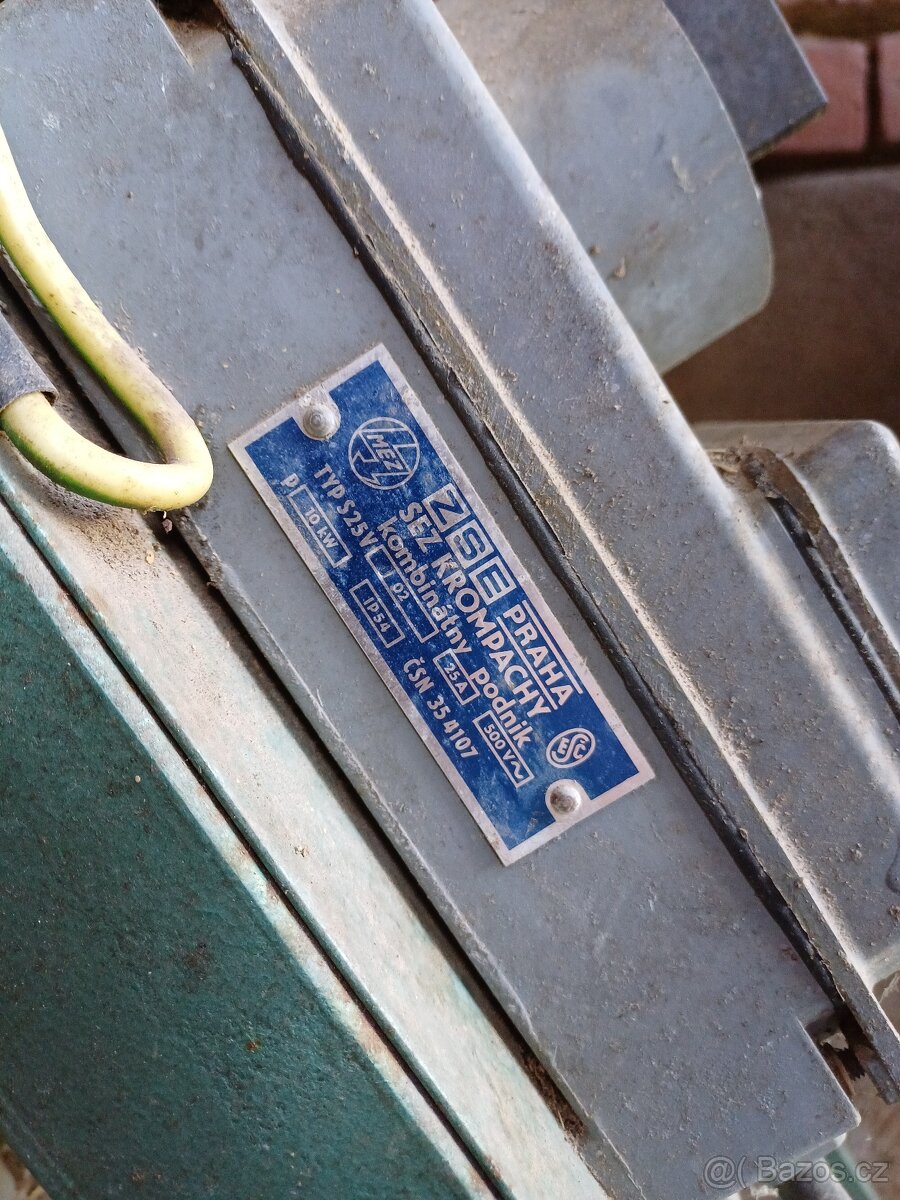 MEZ
ZSE PRAHA
SEZ KROMPACHY
kombinátny podnik
TYP S25V 02 25A 500V~
P 10 kW IP54 ČSN 35 4107
@( Bazoš.cz